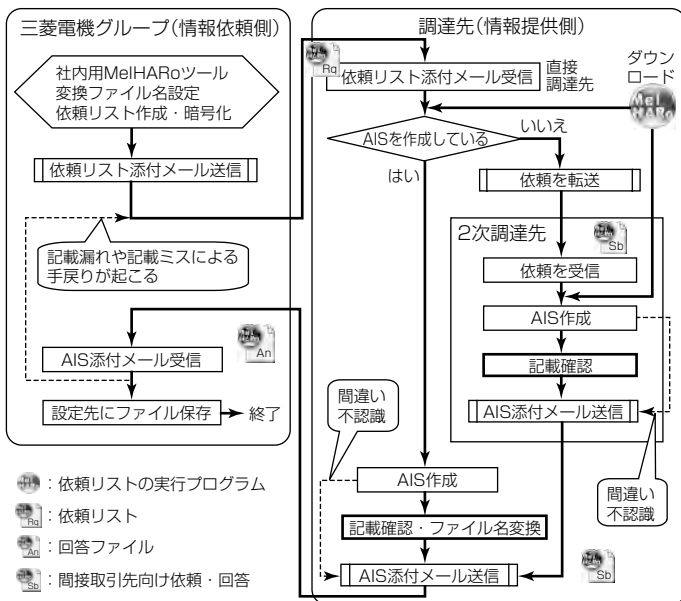 三菱電機グループ(情報依頼側)
社内用MelHARoツール
変換ファイル名設定
依頼リスト作成・暗号化
依頼リスト添付メール送信
記載漏れや記載ミスによる
手戻りが起こる
AIS添付メール受信
An
設定先にファイル保存
終了
調達先(情報提供側)
Rq
依頼リスト添付メール受信
直接
調達先
ダウン
ロード
Mel
HARo
AISを作成している
いいえ
はい
依頼を転送
2次調達先
Sb
依頼を受信
AIS作成
記載確認
AIS添付メール送信
間違い
不認識
間違い
不認識
AIS作成
記載確認・ファイル名変換
AIS添付メール送信
Sb
:依頼リストの実行プログラム
Rq
:依頼リスト
An
:回答ファイル
Sb
:間接取引先向け依頼・回答